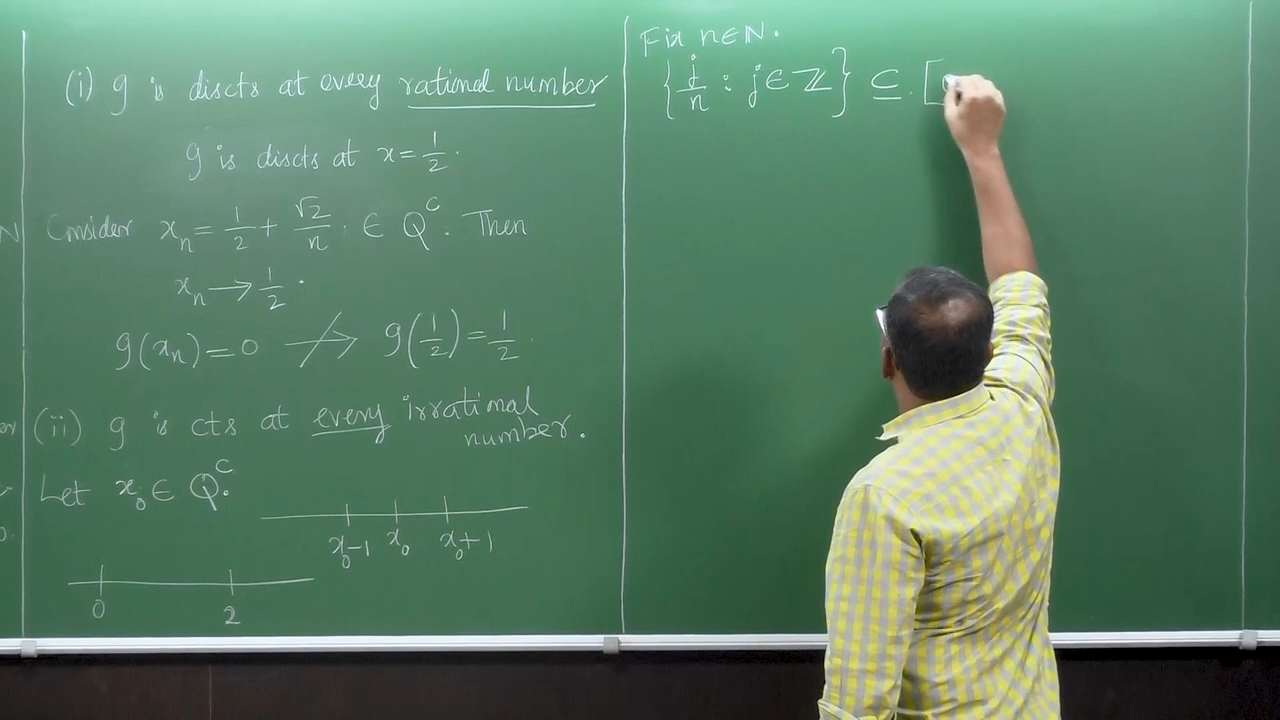 (i) g is discts at every rational number
g is discts at x = 1/2.
Consider xₙ = 1/2 + √2/n. ∈ Qᶜ. Then
xₙ → 1/2.
g(xₙ) = 0 ↛ g(1/2) = 1/2.
(ii) g is cts at every irrational
number.
Let x₀ ∈ Qᶜ.
x₀-1 x₀ x₀+1
0 2
Fix n ∈ N.
{j/n : j ∈ ℤ} ⊆ [